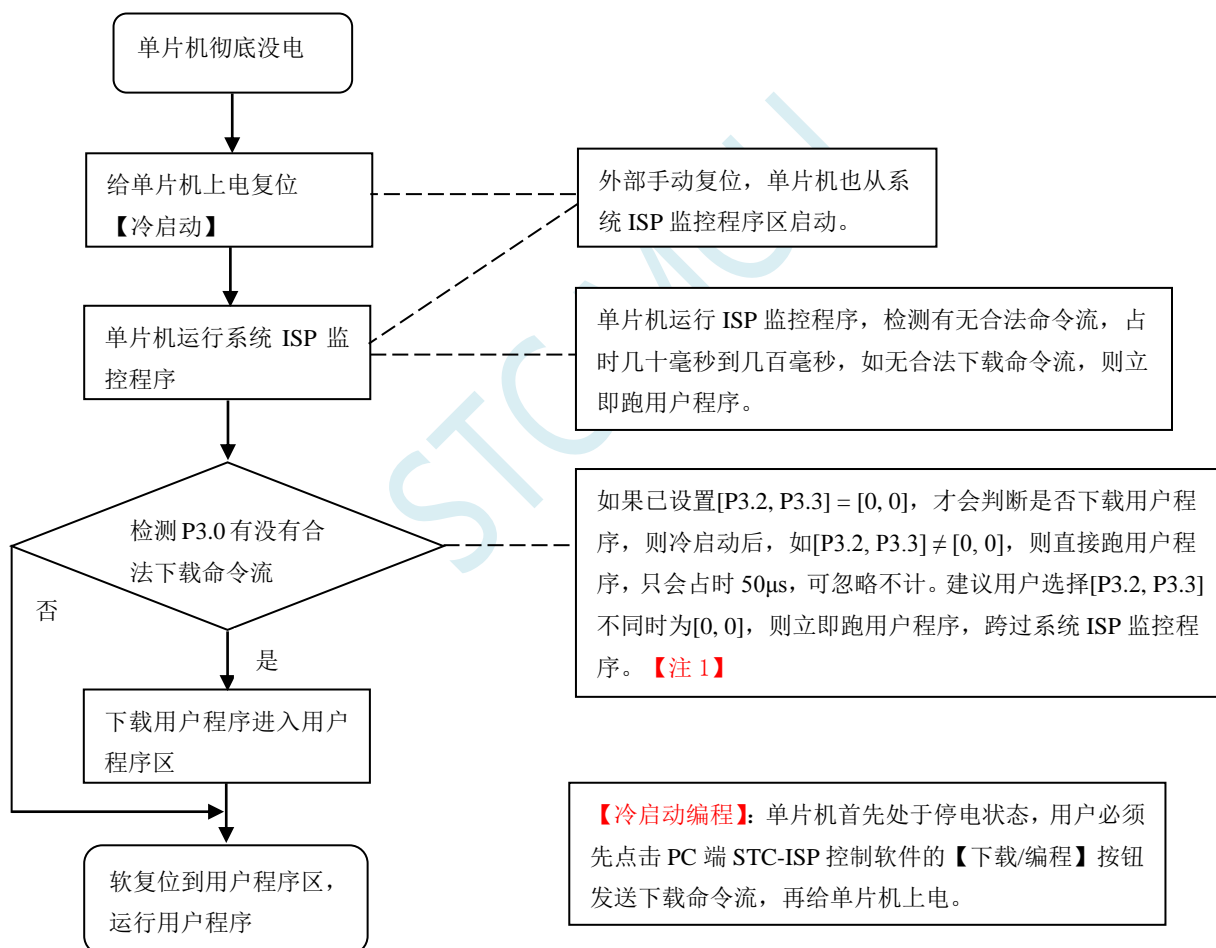 单片机彻底没电
给单片机上电复位
【冷启动】
外部手动复位，单片机也从系
统 ISP 监控程序区启动。
单片机运行系统 ISP 监
控程序
单片机运行 ISP 监控程序，检测有无合法命令流，占
时几十毫秒到几百毫秒，如无合法下载命令流，则立
即跑用户程序。
检测 P3.0 有没有合
法下载命令流
如果已设置[P3.2, P3.3] = [0, 0]，才会判断是否下载用户程
序，则冷启动后，如[P3.2, P3.3] ≠ [0, 0]，则直接跑用户程
序，只会占时 50μs，可忽略不计。建议用户选择[P3.2, P3.3]
不同时为[0, 0]，则立即跑用户程序，跨过系统 ISP 监控程
序。【注 1】
否
是
下载用户程序进入用户
程序区
【冷启动编程】：单片机首先处于停电状态，用户必须
先点击 PC 端 STC-ISP 控制软件的【下载/编程】按钮
发送下载命令流，再给单片机上电。
软复位到用户程序区，
运行用户程序
STC MCU